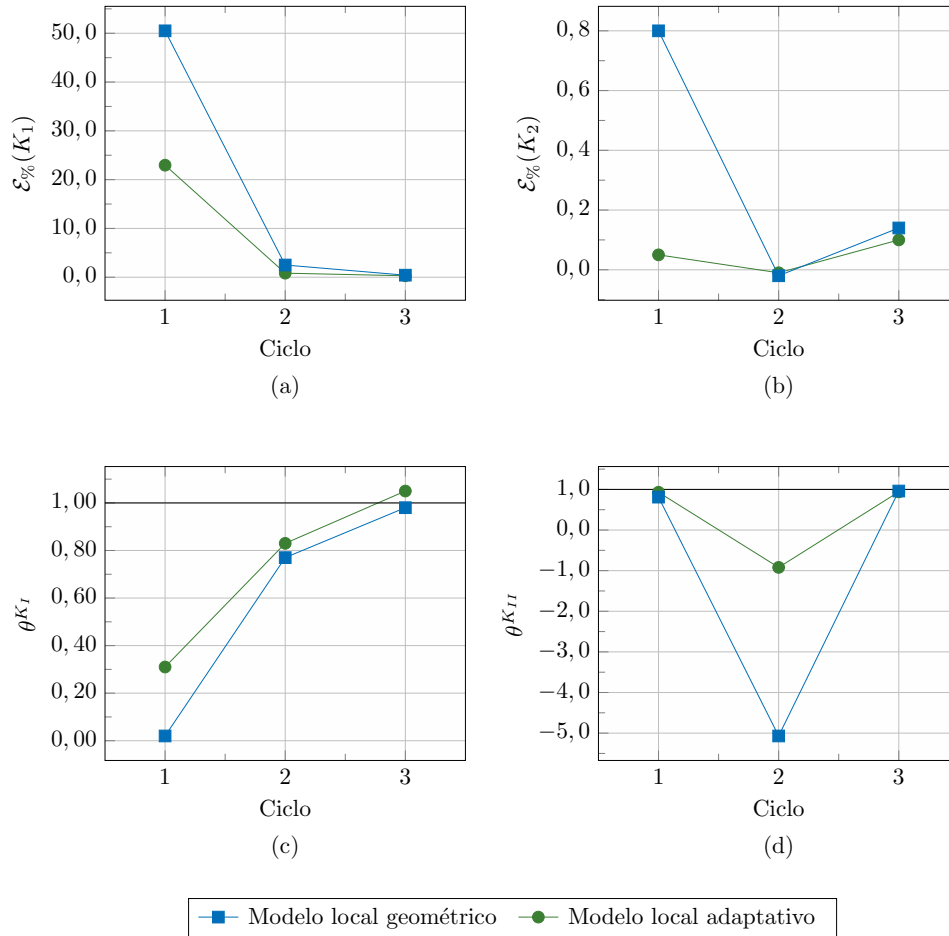 50, 0
40, 0
30, 0
20, 0
10, 0
0, 0
ℰ%(K1)
1 2 3
Ciclo
(a)
0, 8
0, 6
0, 4
0, 2
0, 0
ℰ%(K2)
1 2 3
Ciclo
(b)
1, 00
0, 80
0, 60
0, 40
0, 20
0, 00
θ^{K_I}
1 2 3
Ciclo
(c)
1, 0
0, 0
−1, 0
−2, 0
−3, 0
−4, 0
−5, 0
θ^{K_{II}}
1 2 3
Ciclo
(d)
Modelo local geométrico Modelo local adaptativo